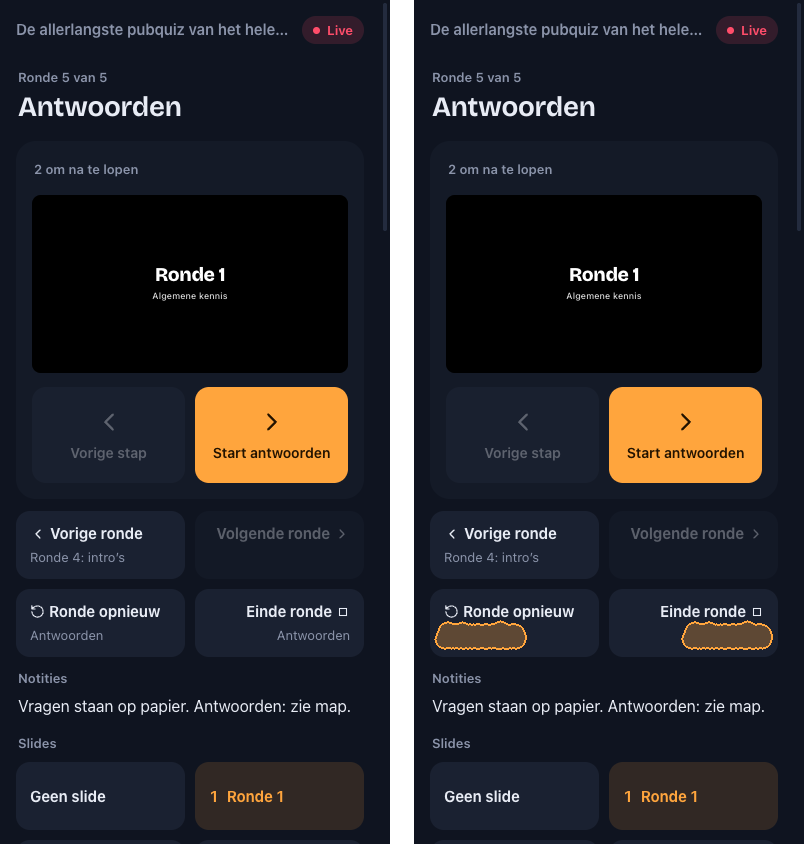 De allerlangste pubquiz van het hele...
Live
Ronde 5 van 5
Antwoorden
2 om na te lopen
Ronde 1
Algemene kennis
Vorige stap
Start antwoorden
Vorige ronde
Ronde 4: intro's
Volgende ronde
Ronde opnieuw
Antwoorden
Einde ronde
Antwoorden
Notities
Vragen staan op papier. Antwoorden: zie map.
Slides
Geen slide
1 Ronde 1
De allerlangste pubquiz van het hele...
Live
Ronde 5 van 5
Antwoorden
2 om na te lopen
Ronde 1
Algemene kennis
Vorige stap
Start antwoorden
Vorige ronde
Ronde 4: intro's
Volgende ronde
Ronde opnieuw
Einde ronde
Notities
Vragen staan op papier. Antwoorden: zie map.
Slides
Geen slide
1 Ronde 1